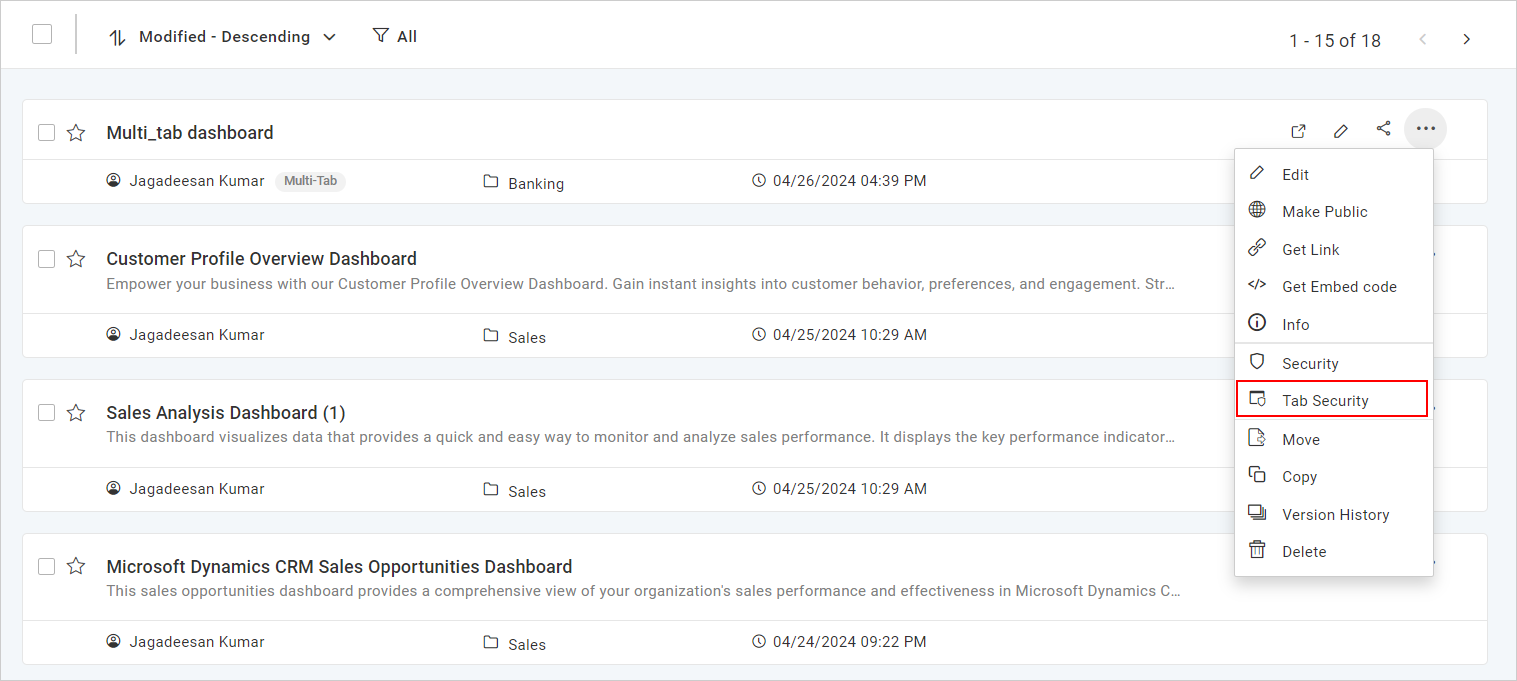 Modified - Descending
All
1 - 15 of 18
Multi_tab dashboard
Jagadeesan Kumar Multi-Tab Banking 04/26/2024 04:39 PM
Customer Profile Overview Dashboard
Empower your business with our Customer Profile Overview Dashboard. Gain instant insights into customer behavior, preferences, and engagement. Str...
Jagadeesan Kumar Sales 04/25/2024 10:29 AM
Sales Analysis Dashboard (1)
This dashboard visualizes data that provides a quick and easy way to monitor and analyze sales performance. It displays the key performance indicator...
Jagadeesan Kumar Sales 04/25/2024 10:29 AM
Microsoft Dynamics CRM Sales Opportunities Dashboard
This sales opportunities dashboard provides a comprehensive view of your organization's sales performance and effectiveness in Microsoft Dynamics C...
Jagadeesan Kumar Sales 04/24/2024 09:22 PM
Edit
Make Public
Get Link
Get Embed code
Info
Security
Tab Security
Move
Copy
Version History
Delete